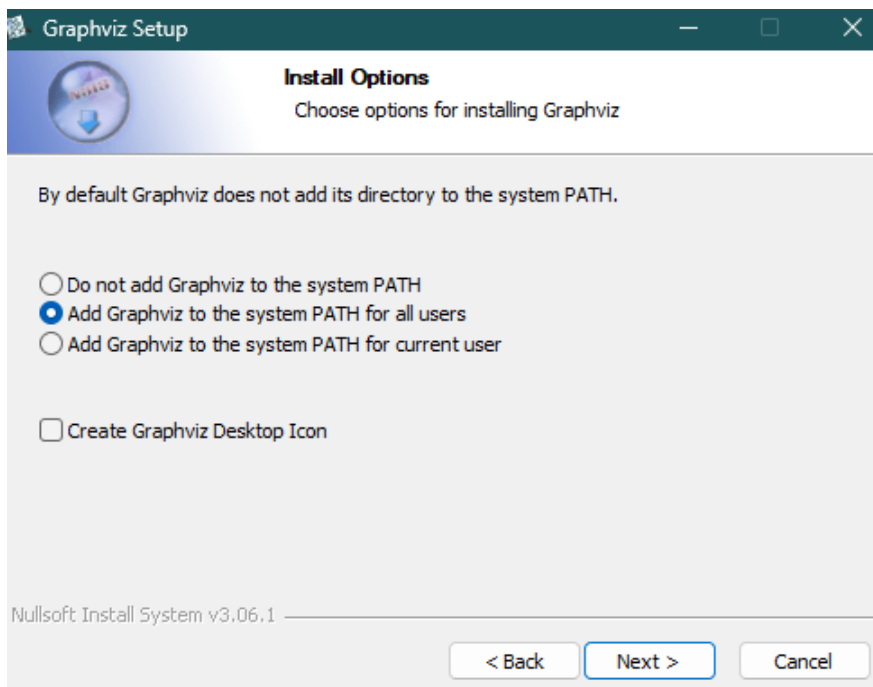 Graphviz Setup
Install Options
Choose options for installing Graphviz
By default Graphviz does not add its directory to the system PATH.
Do not add Graphviz to the system PATH
Add Graphviz to the system PATH for all users
Add Graphviz to the system PATH for current user
Create Graphviz Desktop Icon
Nullsoft Install System v3.06.1
< Back Next > Cancel